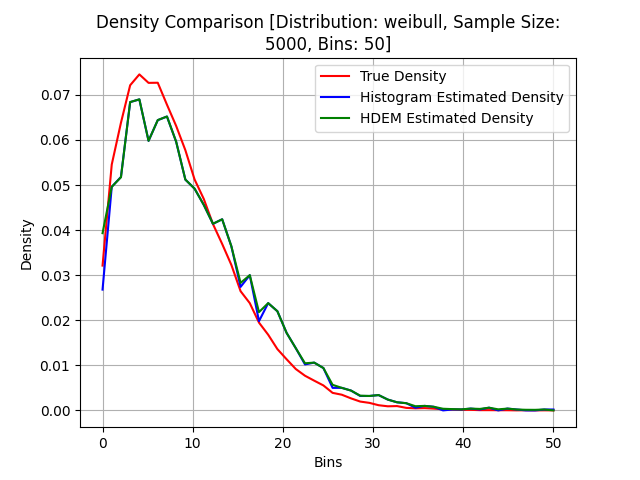 Density Comparison [Distribution: weibull, Sample Size:
5000, Bins: 50]
True Density
Histogram Estimated Density
HDEM Estimated Density
Density
0.07
0.06
0.05
0.04
0.03
0.02
0.01
0.00
0 10 20 30 40 50
Bins